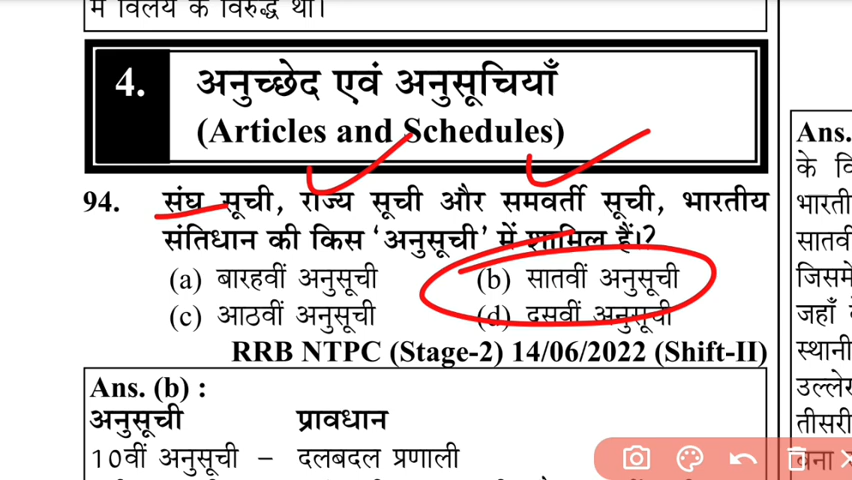 में विलय के विरुद्ध था।
4. अनुच्छेद एवं अनुसूचियाँ
(Articles and Schedules)
94. संघ सूची, राज्य सूची और समवर्ती सूची, भारतीय
संतिधान की किस ‘अनुसूची’ में शामिल हैं।?
(a) बारहवीं अनुसूची (b) सातवीं अनुसूची
(c) आठवीं अनुसूची (d) दसवीं अनुसूची
RRB NTPC (Stage-2) 14/06/2022 (Shift-II)
Ans. (b) :
अनुसूची प्रावधान
10वीं अनुसूची – दलबदल प्रणाली
Ans.
के
भारती
सातवी
जिसमे
जहाँ
स्थानी
उल्ले
तीसरी